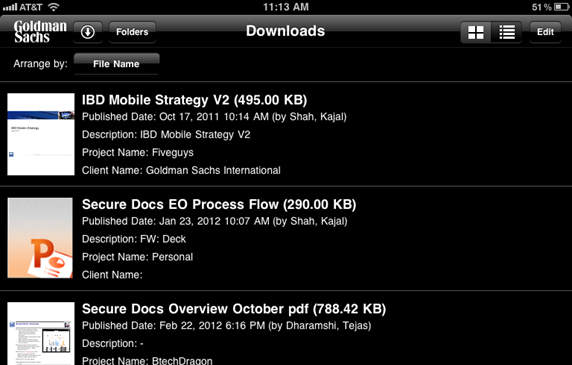 AT&T
11:13 AM
51%
Goldman
Sachs
Folders
Downloads
Edit
Arrange by:
File Name
IBD Mobile Strategy V2 (495.00 KB)
Published Date: Oct 17, 2011 10:14 AM (by Shah, Kajal)
Description: IBD Mobile Strategy V2
Project Name: Fiveguys
Client Name: Goldman Sachs International
Secure Docs EO Process Flow (290.00 KB)
Published Date: Jan 23, 2012 10:07 AM (by Shah, Kajal)
Description: FW: Deck
Project Name: Personal
Client Name:
P
Secure Docs Overview October pdf (788.42 KB)
Published Date: Feb 22, 2012 6:16 PM (by Dharamshi, Tejas)
Description: -
Project Name: BtechDragon